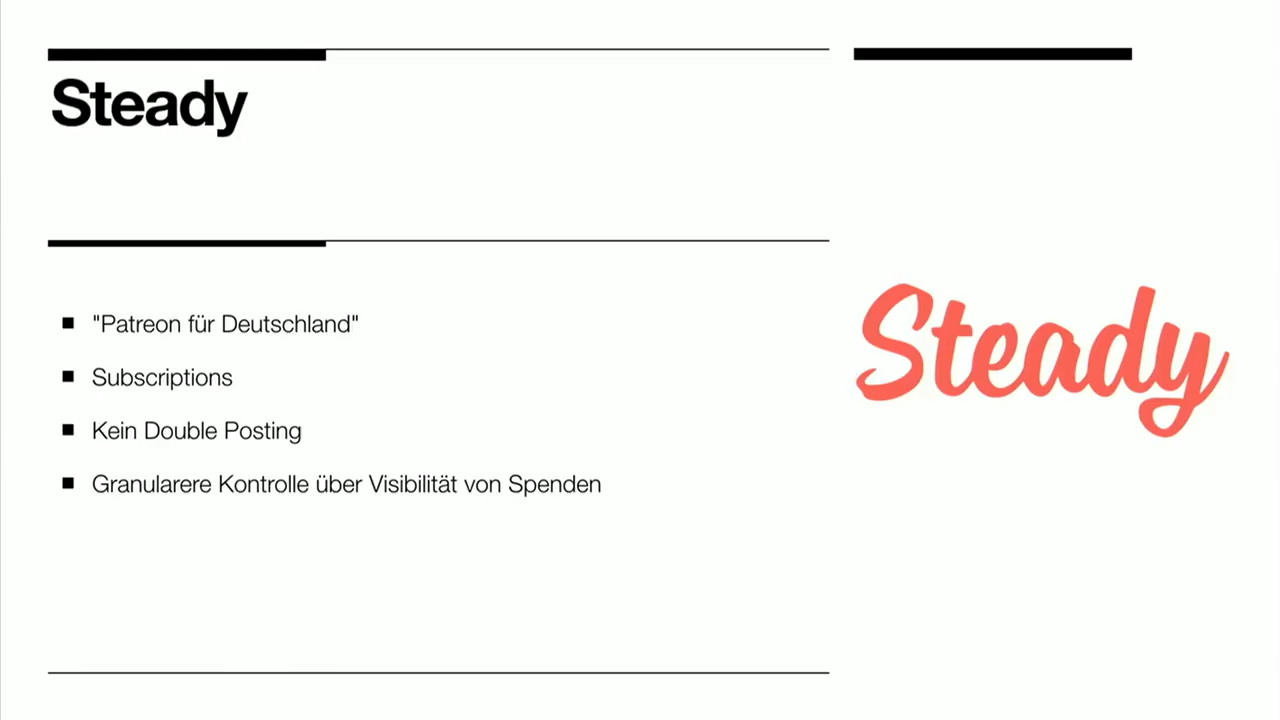 Steady
"Patreon für Deutschland"
Subscriptions
Kein Double Posting
Granularere Kontrolle über Visibilität von Spenden
Steady